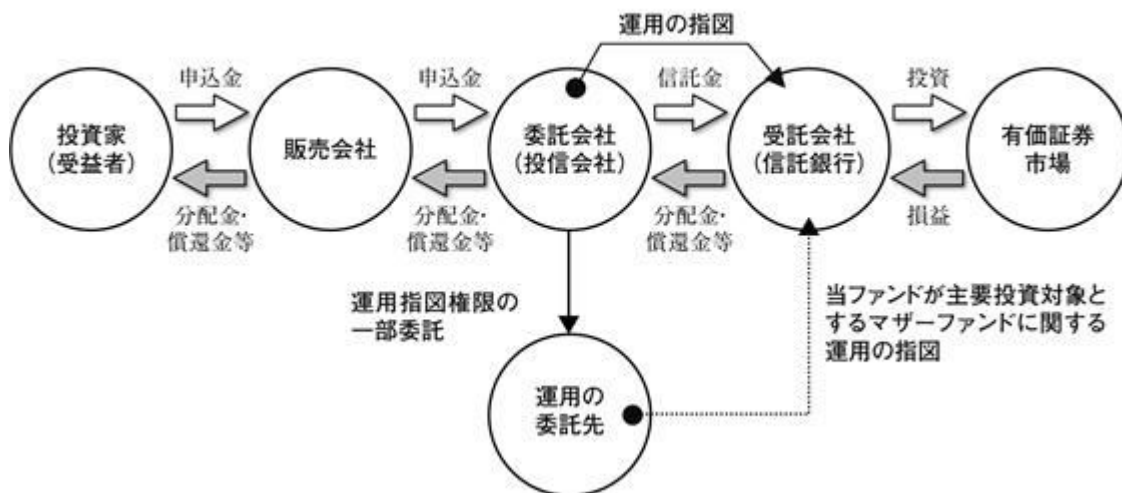 運用の指図
申込金
申込金
信託金
投資
投資家
(受益者)
販売会社
委託会社
(投信会社)
受託会社
(信託銀行)
有価証券
市場
分配金・
償還金等
分配金・
償還金等
分配金・
償還金等
損益
運用指図権限の
一部委託
当ファンドが主要投資対象と
するマザーファンドに関する
運用の指図
運用の
委託先